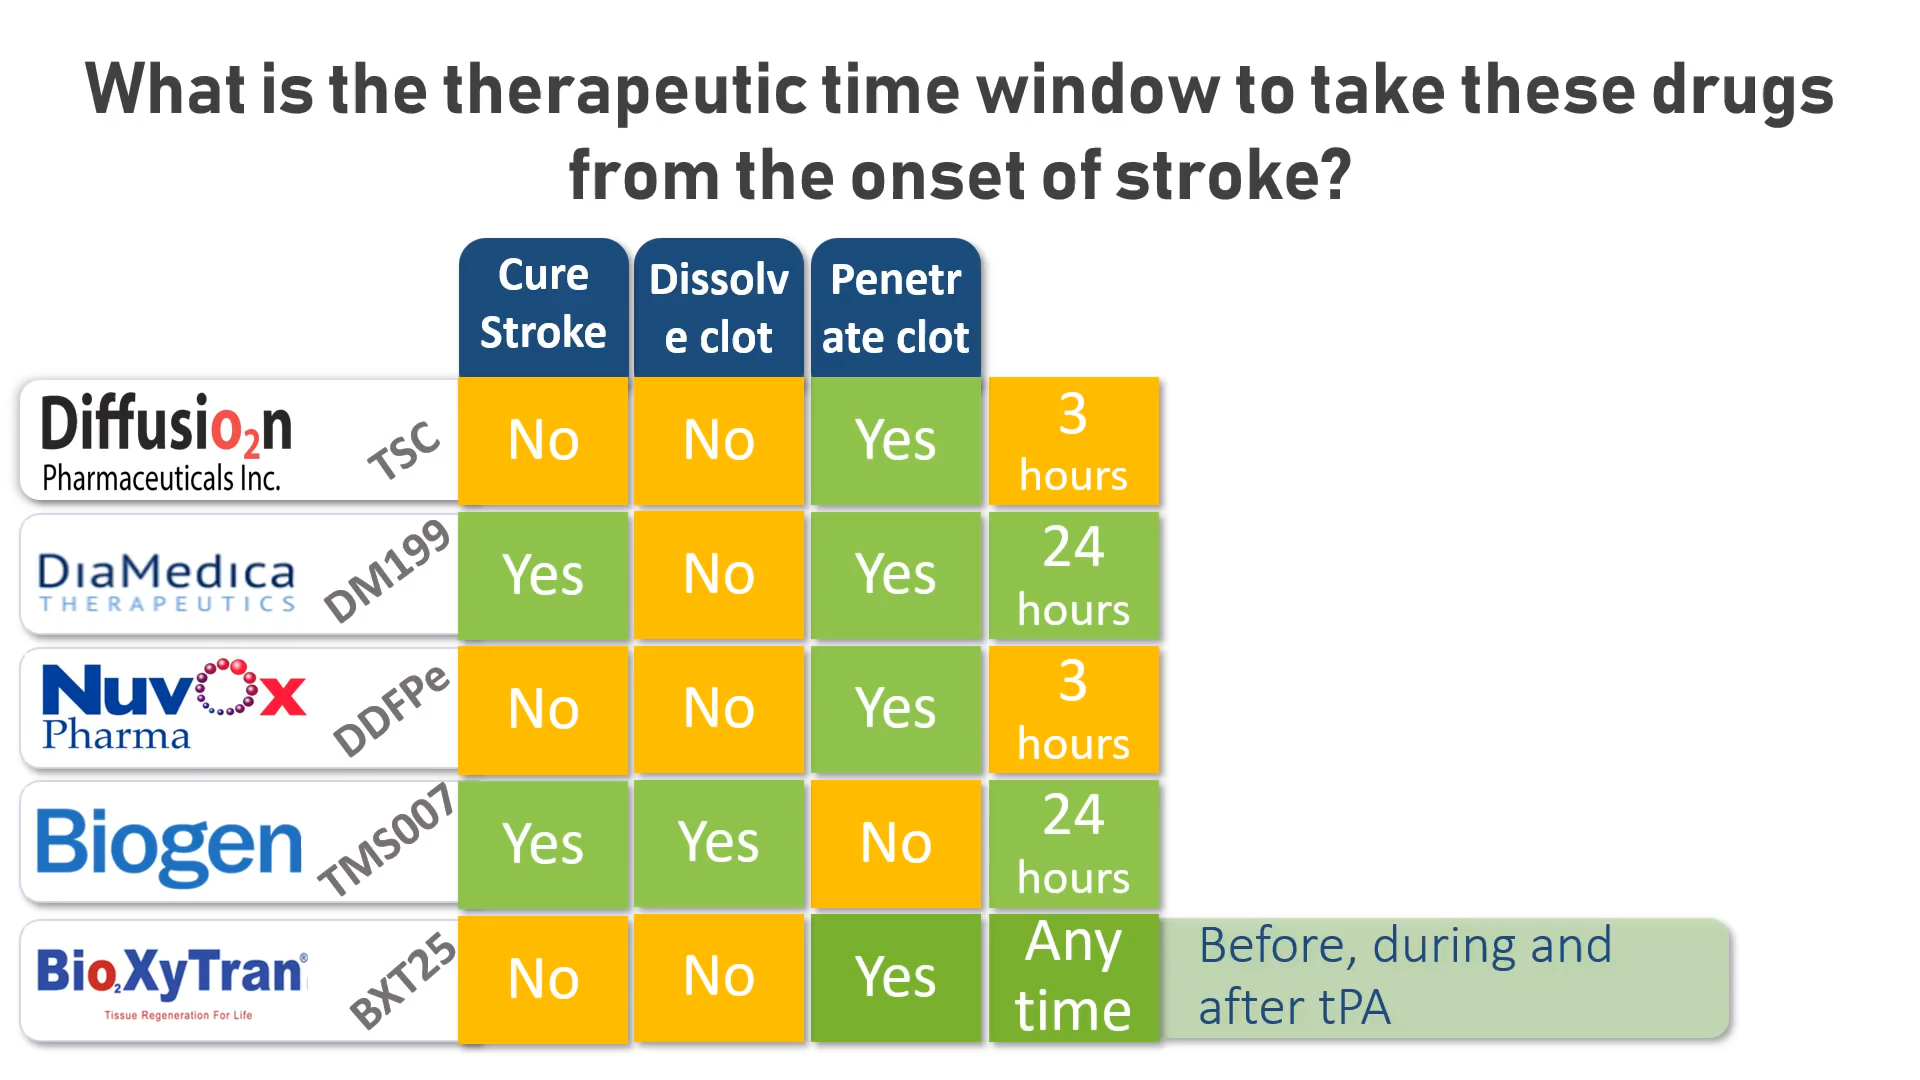 What is the therapeutic time window to take these drugs
from the onset of stroke?
Cure
Stroke
Dissolv
e clot
Penetr
ate clot
Diffusio2n
Pharmaceuticals Inc.
TSC
No
No
Yes
3
hours
DiaMedica
THERAPEUTICS
DM199
Yes
No
Yes
24
hours
NuvOx
Pharma
DDFPe
No
No
Yes
3
hours
Biogen
TMS007
Yes
Yes
No
24
hours
Bio2XyTran®
Tissue Regeneration For Life
BXT25
No
No
Yes
Any
time
Before, during and
after tPA